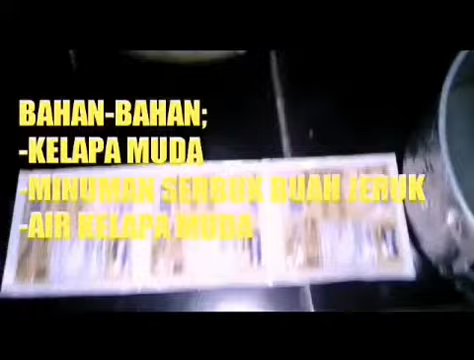 BAHAN-BAHAN;
-KELAPA MUDA
-MINUMAN SERBUK BUAH JERUK
-AIR KELAPA MUDA